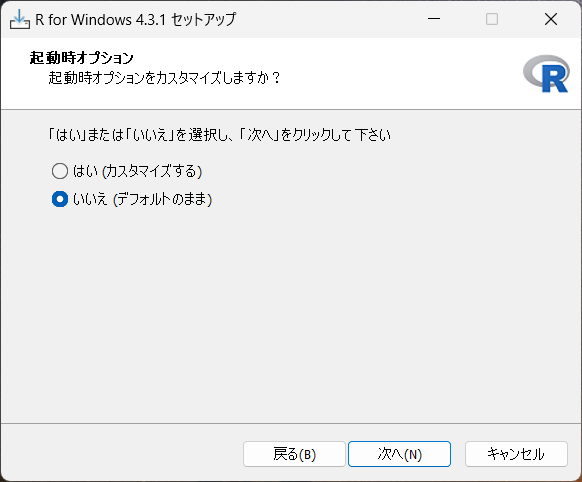 R for Windows 4.3.1 セットアップ
起動時オプション
起動時オプションをカスタマイズしますか？
R
「はい」または「いいえ」を選択し、「次へ」をクリックして下さい
はい (カスタマイズする)
いいえ (デフォルトのまま)
戻る(B) 次へ(N) キャンセル